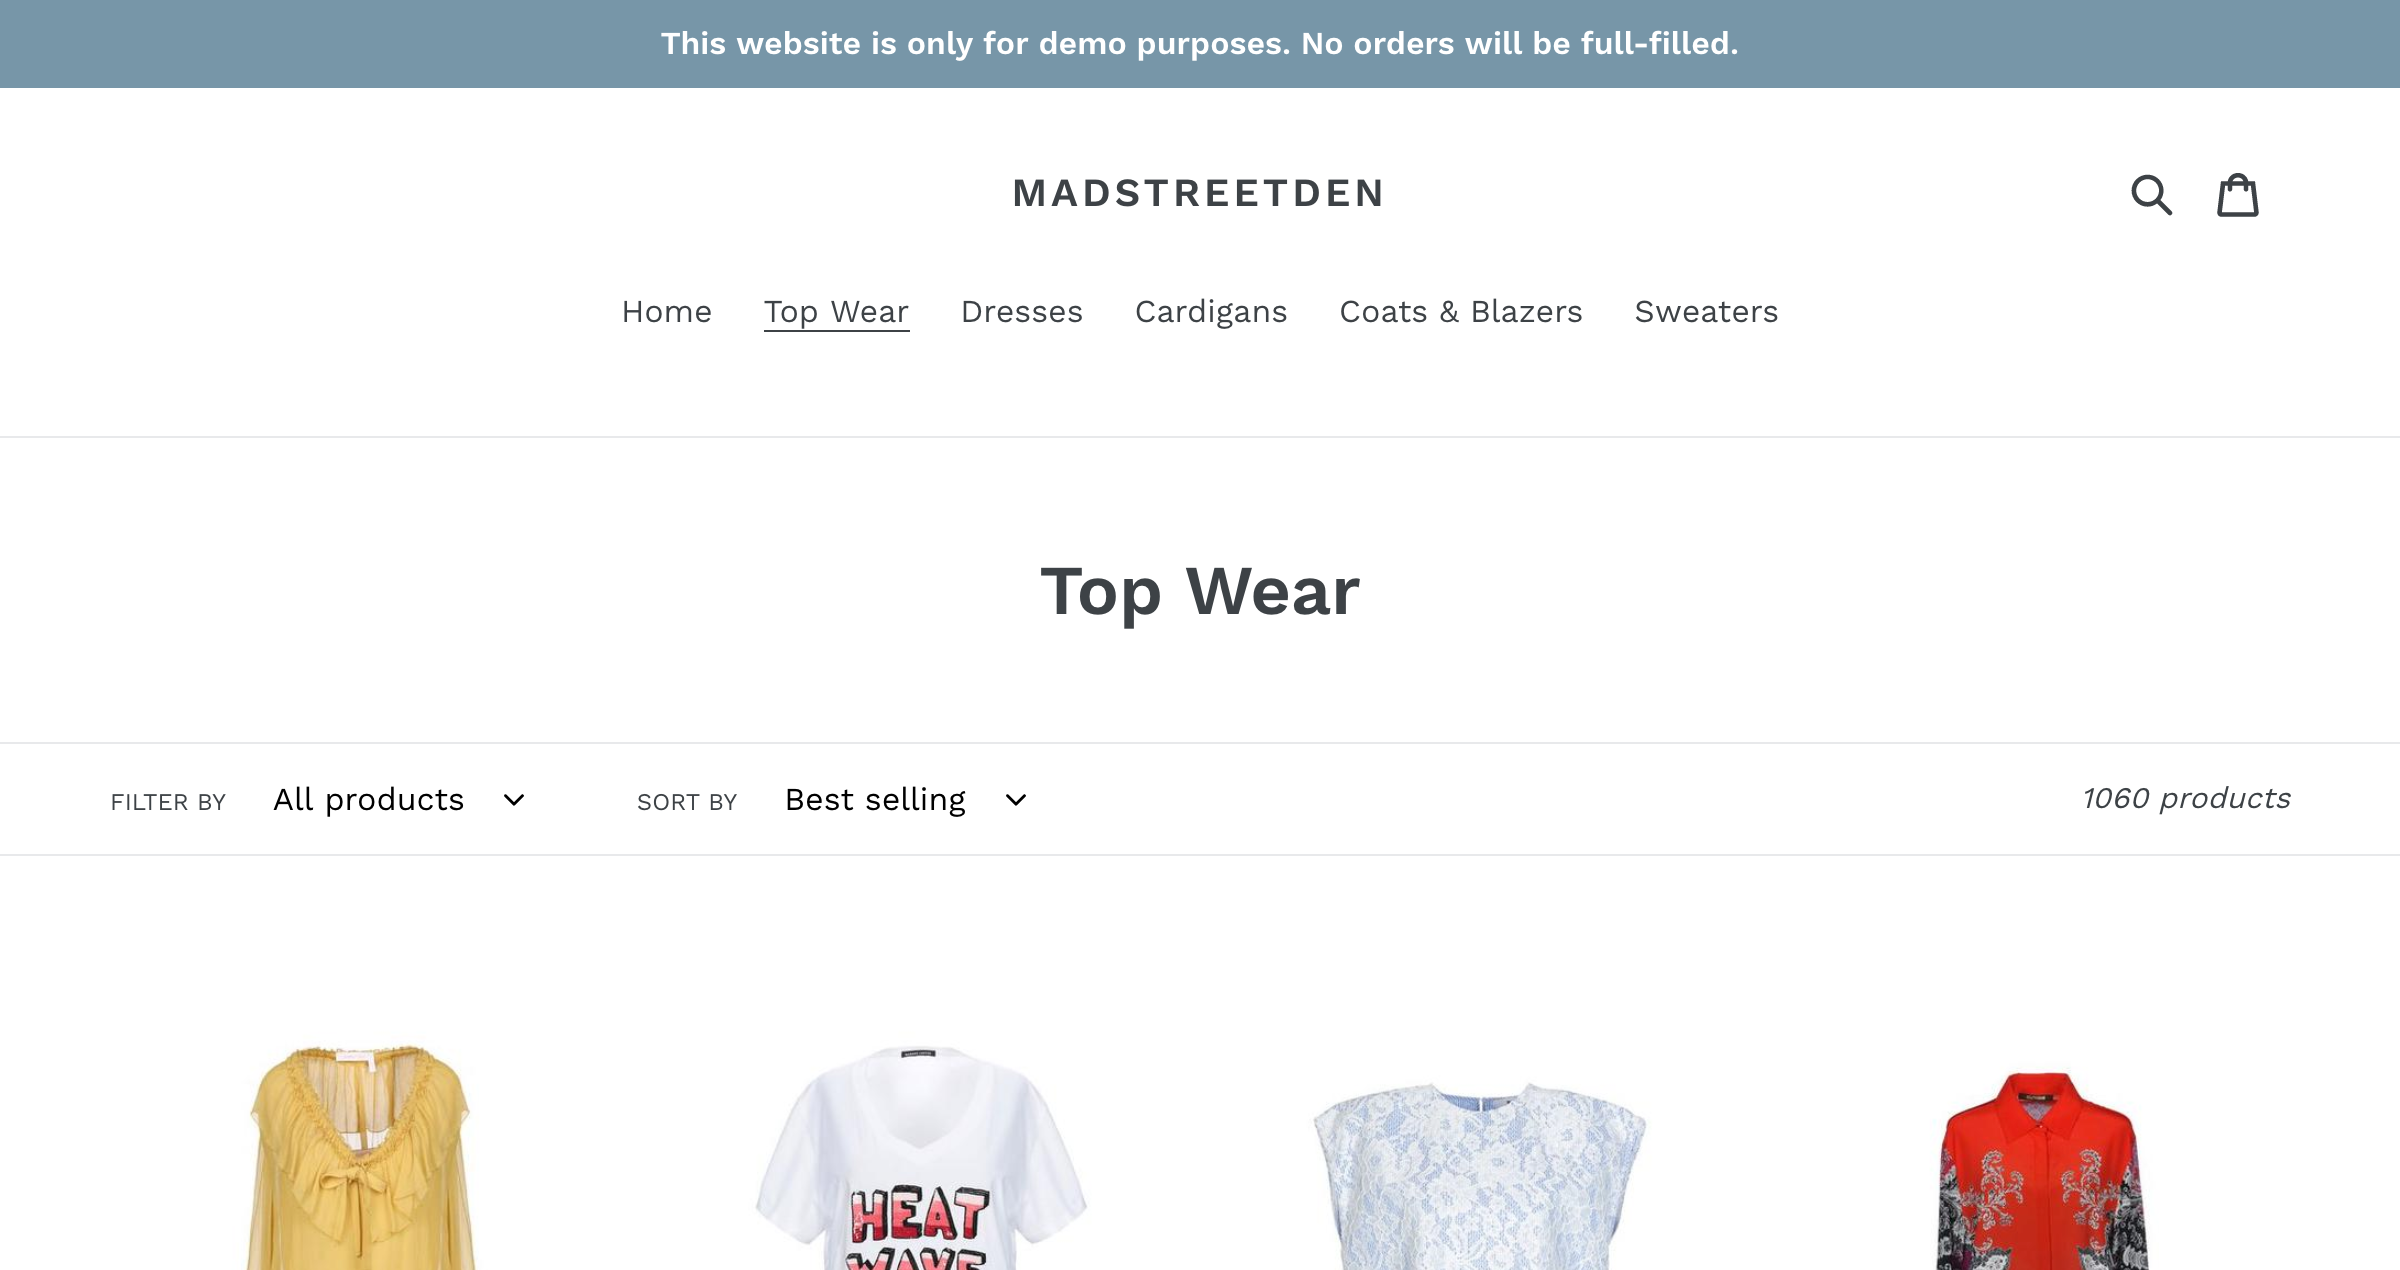 This website is only for demo purposes. No orders will be full-filled.
MADSTREETDEN
Home Top Wear Dresses Cardigans Coats & Blazers Sweaters
Top Wear
FILTER BY All products SORT BY Best selling 1060 products
HEAT
WAVE